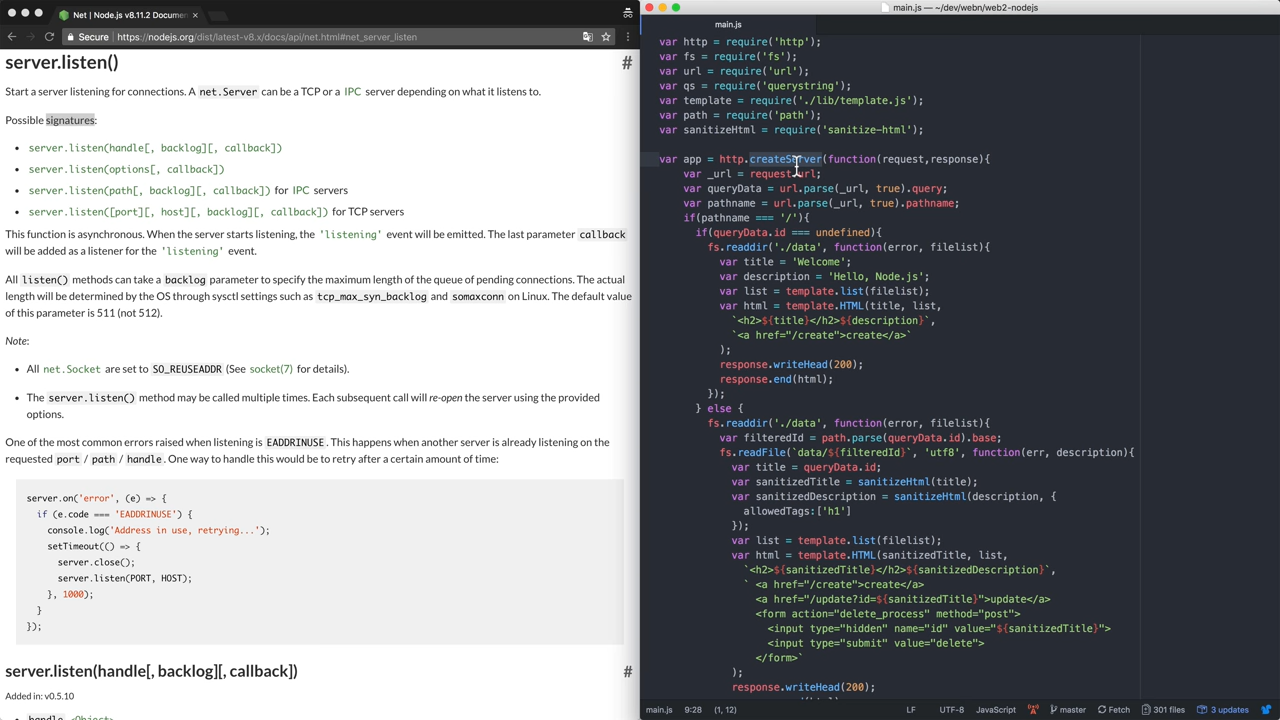 Net | Node.js v8.11.2 Documen
Secure | https://nodejs.org/dist/latest-v8.x/docs/api/net.html#net_server_listen
server.listen()
#
Start a server listening for connections. A net.Server can be a TCP or a IPC server depending on what it listens to.
Possible signatures:
• server.listen(handle[, backlog][, callback])
• server.listen(options[, callback])
• server.listen(path[, backlog][, callback]) for IPC servers
• server.listen([port][, host][, backlog][, callback]) for TCP servers
This function is asynchronous. When the server starts listening, the 'listening' event will be emitted. The last parameter callback
will be added as a listener for the 'listening' event.
All listen() methods can take a backlog parameter to specify the maximum length of the queue of pending connections. The actual
length will be determined by the OS through sysctl settings such as tcp_max_syn_backlog and somaxconn on Linux. The default value
of this parameter is 511 (not 512).
Note:
• All net.Socket are set to SO_REUSEADDR (See socket(7) for details).
• The server.listen() method may be called multiple times. Each subsequent call will re-open the server using the provided
options.
One of the most common errors raised when listening is EADDRINUSE. This happens when another server is already listening on the
requested port / path / handle. One way to handle this would be to retry after a certain amount of time:
server.on('error', (e) => {
  if (e.code === 'EADDRINUSE') {
    console.log('Address in use, retrying...');
    setTimeout(() => {
      server.close();
      server.listen(PORT, HOST);
    }, 1000);
  }
});
server.listen(handle[, backlog][, callback])
#
Added in: v0.5.10
• handle <Object>
main.js — ~/dev/webn/web2-nodejs
main.js
var http = require('http');
var fs = require('fs');
var url = require('url');
var qs = require('querystring');
var template = require('./lib/template.js');
var path = require('path');
var sanitizeHtml = require('sanitize-html');
var app = http.createServer(function(request,response){
    var _url = request.url;
    var queryData = url.parse(_url, true).query;
    var pathname = url.parse(_url, true).pathname;
    if(pathname === '/'){
      if(queryData.id === undefined){
        fs.readdir('./data', function(error, filelist){
          var title = 'Welcome';
          var description = 'Hello, Node.js';
          var list = template.list(filelist);
          var html = template.HTML(title, list,
            `<h2>${title}</h2>${description}`,
            `<a href="/create">create</a>`
          );
          response.writeHead(200);
          response.end(html);
        });
      } else {
        fs.readdir('./data', function(error, filelist){
          var filteredId = path.parse(queryData.id).base;
          fs.readFile(`data/${filteredId}`, 'utf8', function(err, description){
            var title = queryData.id;
            var sanitizedTitle = sanitizeHtml(title);
            var sanitizedDescription = sanitizeHtml(description, {
              allowedTags:['h1']
            });
            var list = template.list(filelist);
            var html = template.HTML(sanitizedTitle, list,
              `<h2>${sanitizedTitle}</h2>${sanitizedDescription}`,
              ` <a href="/create">create</a>
                <a href="/update?id=${sanitizedTitle}">update</a>
                <form action="delete_process" method="post">
                  <input type="hidden" name="id" value="${sanitizedTitle}">
                  <input type="submit" value="delete">
                </form>`
            );
            response.writeHead(200);
main.js 9:28 (1, 12) LF UTF-8 JavaScript master Fetch 301 files 3 updates